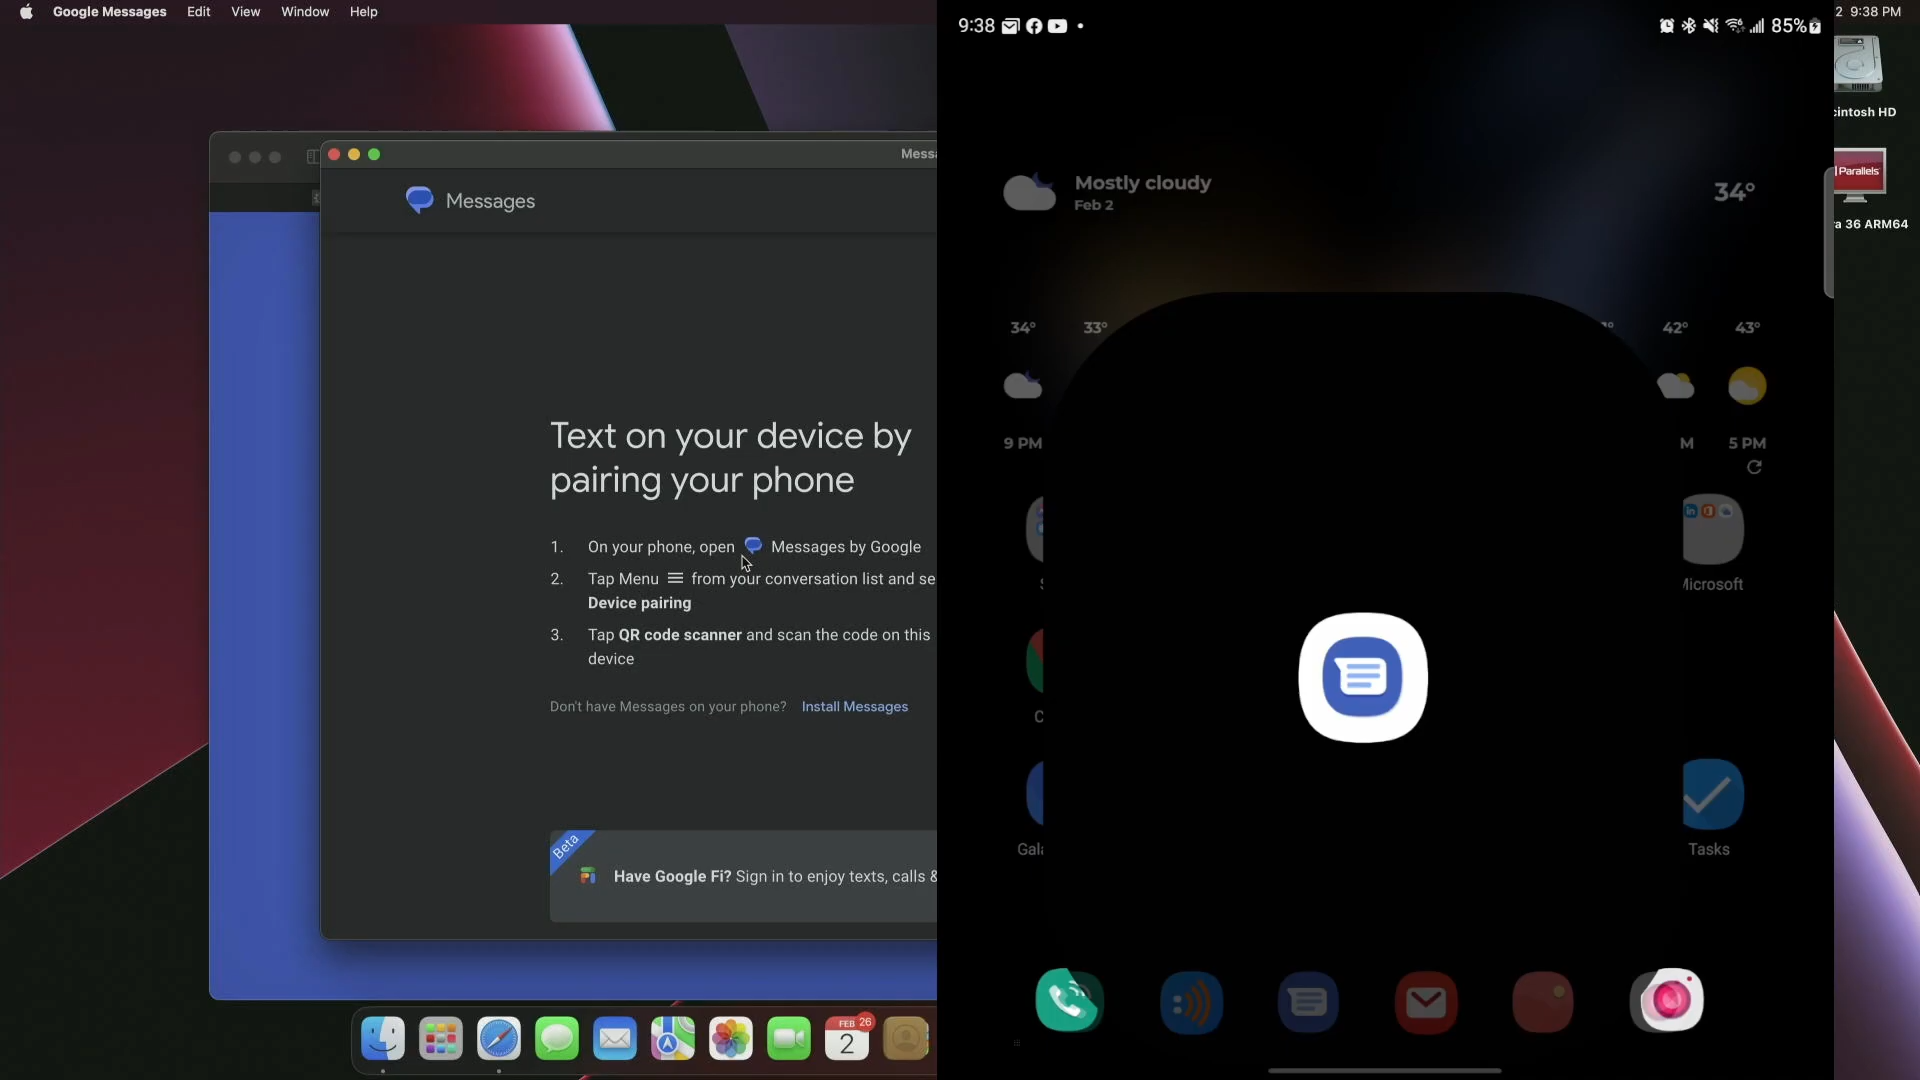 Google Messages Edit View Window Help
2 9:38 PM
Messages
Text on your device by
pairing your phone
1. On your phone, open Messages by Google
2. Tap Menu from your conversation list and se
Device pairing
3. Tap QR code scanner and scan the code on this
device
Don't have Messages on your phone? Install Messages
Beta
Have Google Fi? Sign in to enjoy texts, calls &
FEB 26
2
9:38
85%
Mostly cloudy
Feb 2
34°
34° 33° 42° 43°
9 PM M 5 PM
Microsoft
Gala
Tasks
cintosh HD
Parallels
ra 36 ARM64